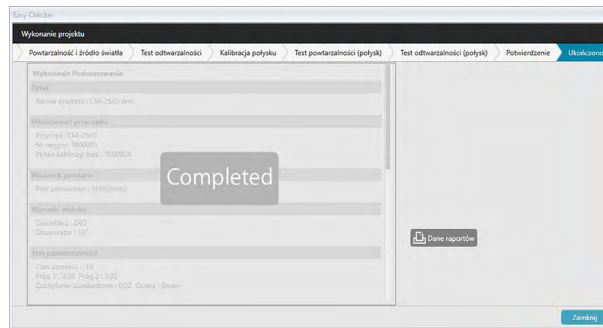 Easy Checker
Wykonanie projektu
Powtarzalność i źródło światła
Test odtwarzalności
Kalibracja połysku
Test powtarzalności (połysk)
Test odtwarzalności (połysk)
Potwierdzenie
Ukończono
Wykonanie Podsumowanie
Tytuł
Nazwa projektu : CM-25cG test
Właściwości przyrządu
Przyrząd : CM-25cG
Nr seryjny: 1000005
Płytka kalibracji bieli : 1000004
Warunek pomiaru
Pole pomiarowe : MAV(8mm)
Warunki widoku
Oświetlacz : D65
Obserwator : 10°
Test powtarzalności
Czas pomiaru : 10
Próg 1 : 0,08 Próg 2 : 0,05
Odchylenie standardowe : 0,02 Ocena : Green
Completed
Dane raportów
Zamknij